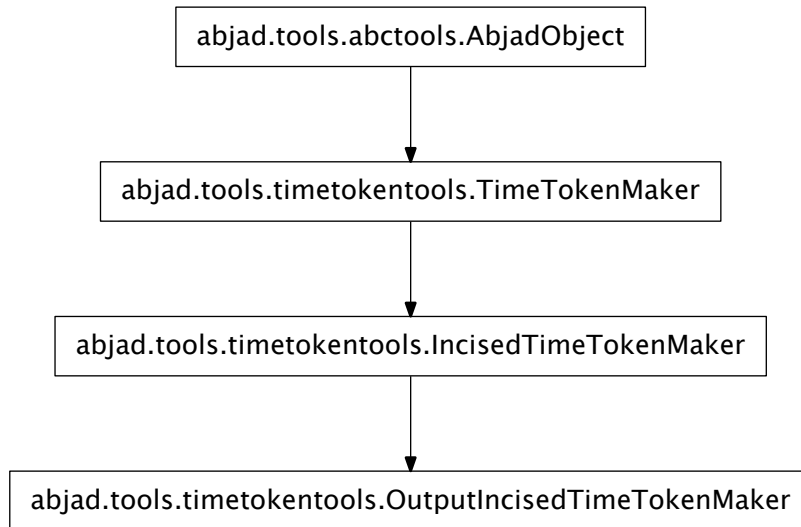 abjad.tools.abctools.AbjadObject
abjad.tools.timetokentools.TimeTokenMaker
abjad.tools.timetokentools.IncisedTimeTokenMaker
abjad.tools.timetokentools.OutputIncisedTimeTokenMaker